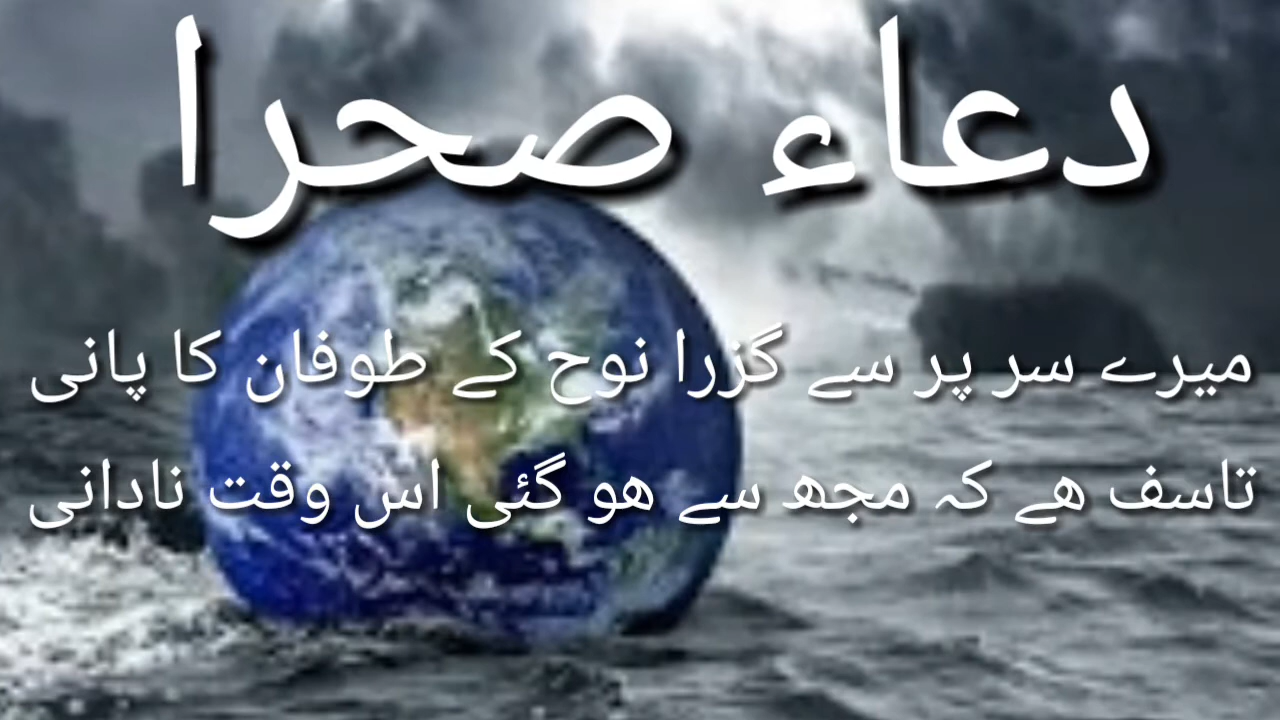 دعاء صحرا
میرے سر پر سے گزرا نوح کے طوفان کا پانی
تاسف ھے کہ مجھ سے ھو گئی اس وقت نادانی